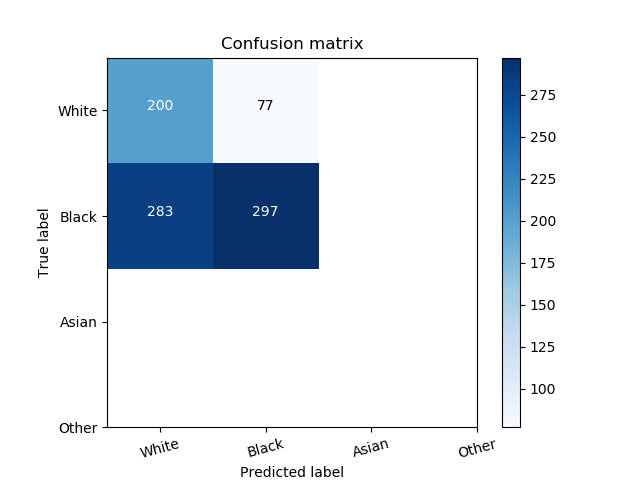 Confusion matrix
White
Black
Asian
Other
True label
200
77
283
297
White
Black
Asian
Other
Predicted label
275
250
225
200
175
150
125
100